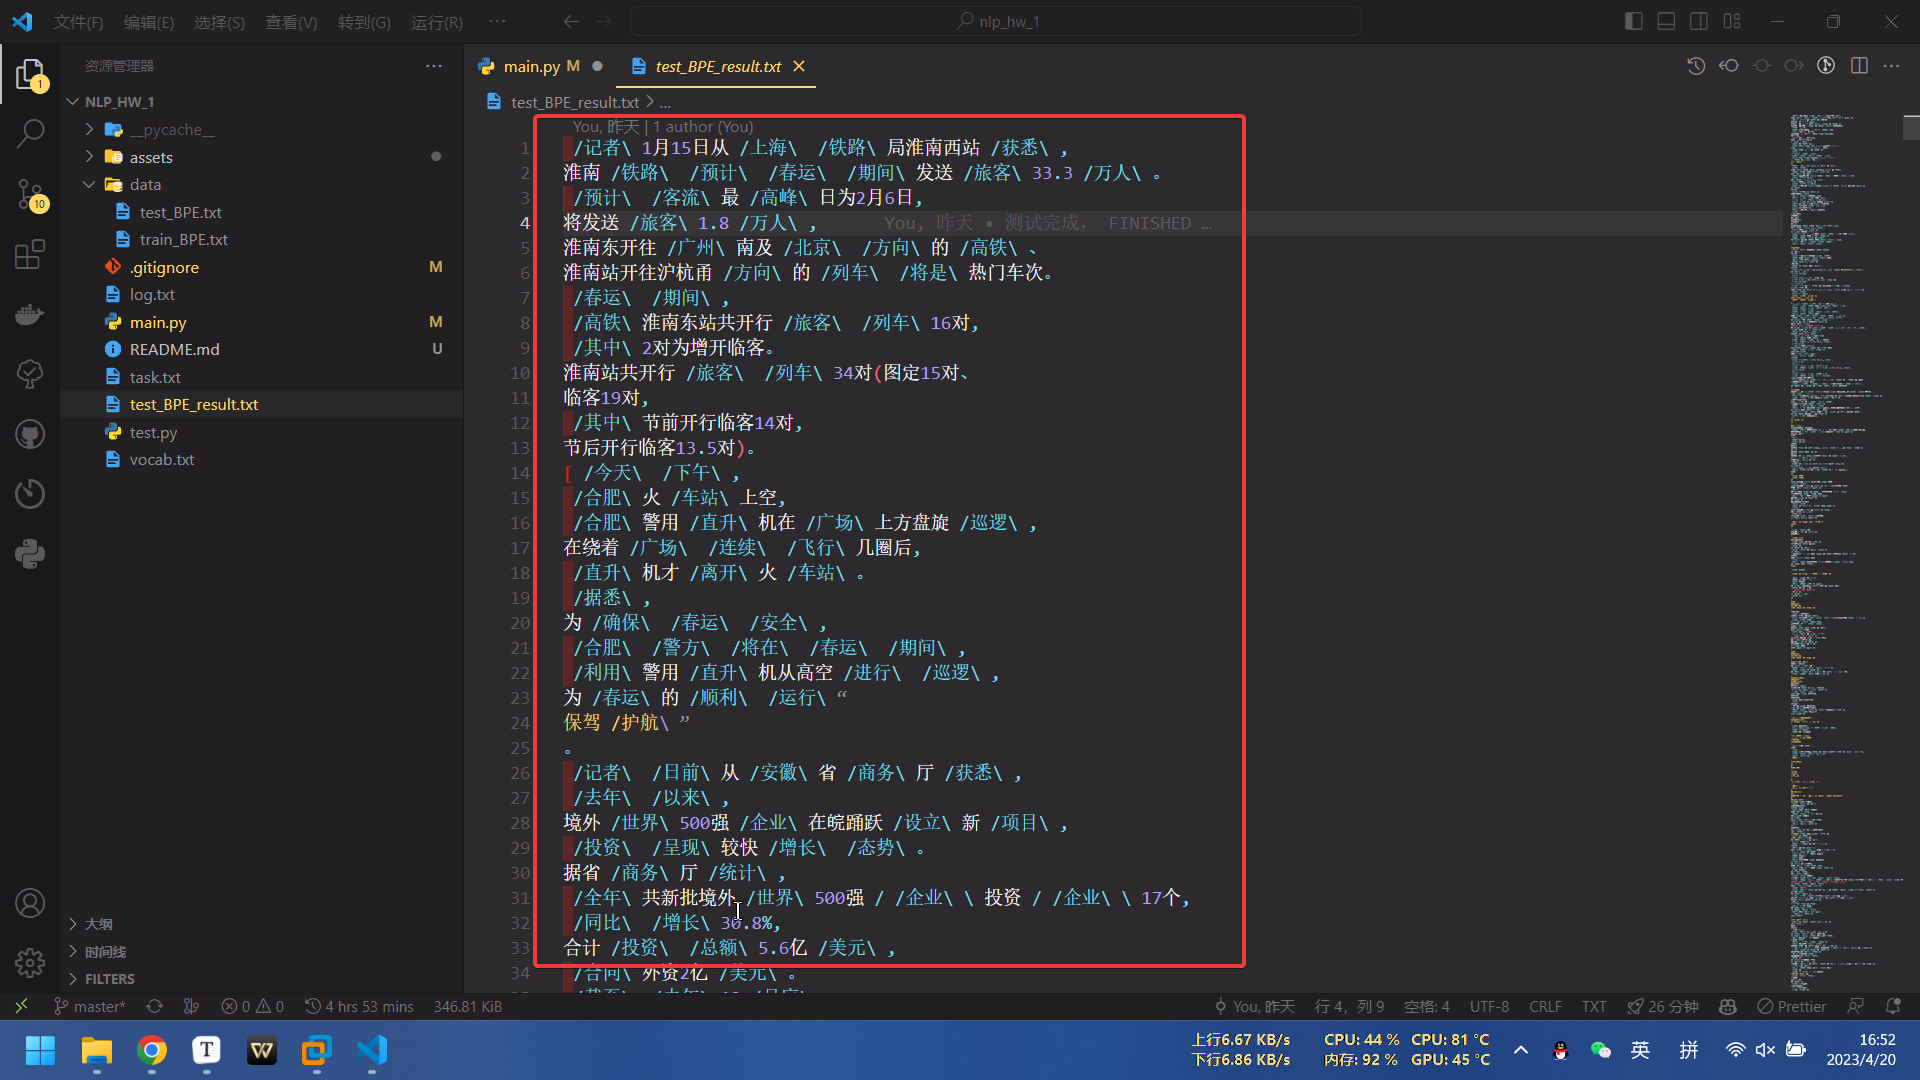 文件(F) 编辑(E) 选择(S) 查看(V) 转到(G) 运行(R) ··· nlp_hw_1
资源管理器 ···
main.py M
test_BPE_result.txt
NLP_HW_1
test_BPE_result.txt > ...
__pycache__
assets
data
test_BPE.txt
train_BPE.txt
.gitignore M
log.txt
main.py M
README.md U
task.txt
test_BPE_result.txt
test.py
vocab.txt
大纲
时间线
FILTERS
You, 昨天 | 1 author (You)
1 /记者\ 1月15日从 /上海\  /铁路\ 局淮南西站 /获悉\ ,
2 淮南 /铁路\  /预计\  /春运\  /期间\ 发送 /旅客\ 33.3 /万人\ 。
3 /预计\  /客流\ 最 /高峰\ 日为2月6日,
4 将发送 /旅客\ 1.8 /万人\ , You, 昨天 • 测试完成， FINISHED …
5 淮南东开往 /广州\ 南及 /北京\  /方向\ 的 /高铁\ 、
6 淮南站开往沪杭甬 /方向\ 的 /列车\  /将是\ 热门车次。
7 /春运\  /期间\ ,
8 /高铁\ 淮南东站共开行 /旅客\  /列车\ 16对,
9 /其中\ 2对为增开临客。
10 淮南站共开行 /旅客\  /列车\ 34对(图定15对、
11 临客19对,
12 /其中\ 节前开行临客14对,
13 节后开行临客13.5对)。
14 [ /今天\  /下午\ ,
15 /合肥\ 火 /车站\ 上空,
16 /合肥\ 警用 /直升\ 机在 /广场\ 上方盘旋 /巡逻\ ,
17 在绕着 /广场\  /连续\  /飞行\ 几圈后,
18 /直升\ 机才 /离开\ 火 /车站\ 。
19 /据悉\ ,
20 为 /确保\  /春运\  /安全\ ,
21 /合肥\  /警方\  /将在\  /春运\  /期间\ ,
22 /利用\ 警用 /直升\ 机从高空 /进行\  /巡逻\ ,
23 为 /春运\ 的 /顺利\  /运行\ “
24 保驾 /护航\ ”
25 。
26 /记者\  /日前\ 从 /安徽\ 省 /商务\ 厅 /获悉\ ,
27 /去年\  /以来\ ,
28 境外 /世界\ 500强 /企业\ 在皖踊跃 /设立\ 新 /项目\ ,
29 /投资\  /呈现\ 较快 /增长\  /态势\ 。
30 据省 /商务\ 厅 /统计\ ,
31 /全年\ 共新批境外 /世界\ 500强 / /企业\ \ 投资 / /企业\ \ 17个,
32 /同比\  /增长\ 30.8%,
33 合计 /投资\  /总额\ 5.6亿 /美元\ ,
34 /合同\ 外资2亿 /美元\ 。
master* 0 0 4 hrs 53 mins 346.81 KiB You, 昨天 行 4，列 9 空格: 4 UTF-8 CRLF TXT 26 分钟 Prettier
上行6.67 KB/s CPU: 44 % CPU: 81 °C
下行6.86 KB/s 内存: 92 % GPU: 45 °C
英 拼
16:52
2023/4/20